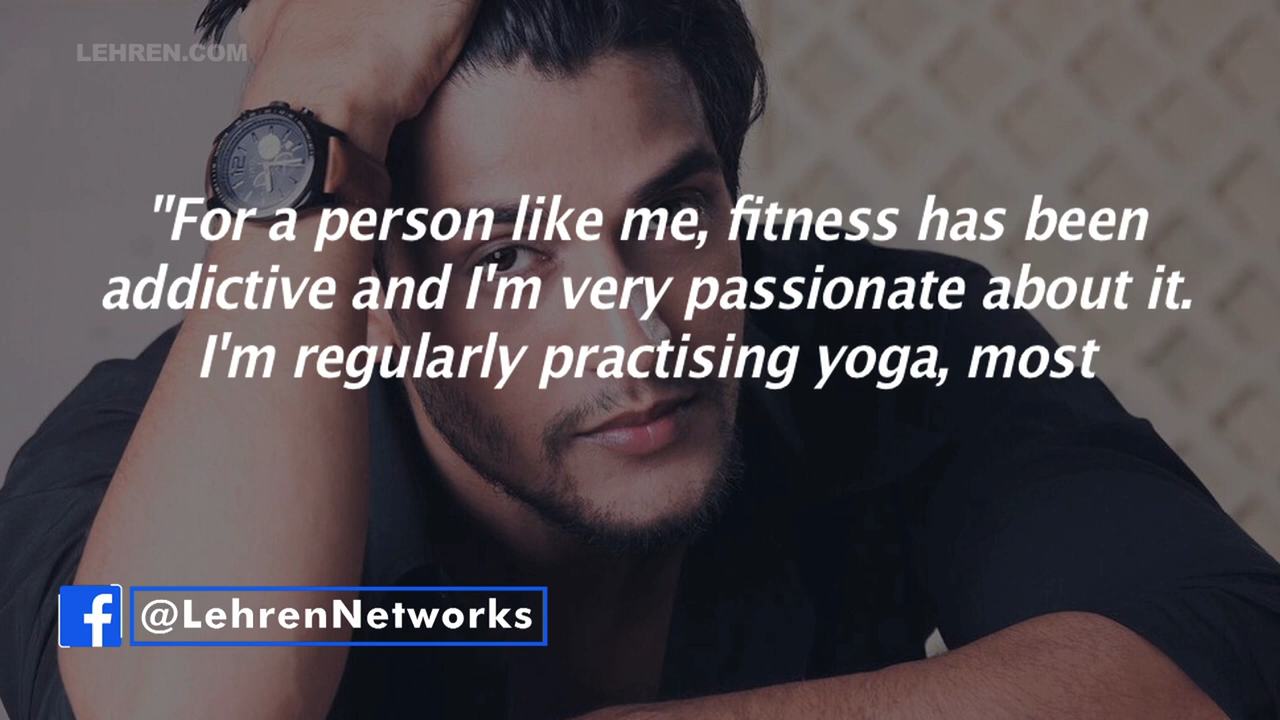 LEHREN.COM
"For a person like me, fitness has been
addictive and I'm very passionate about it.
I'm regularly practising yoga, most
@LehrenNetworks